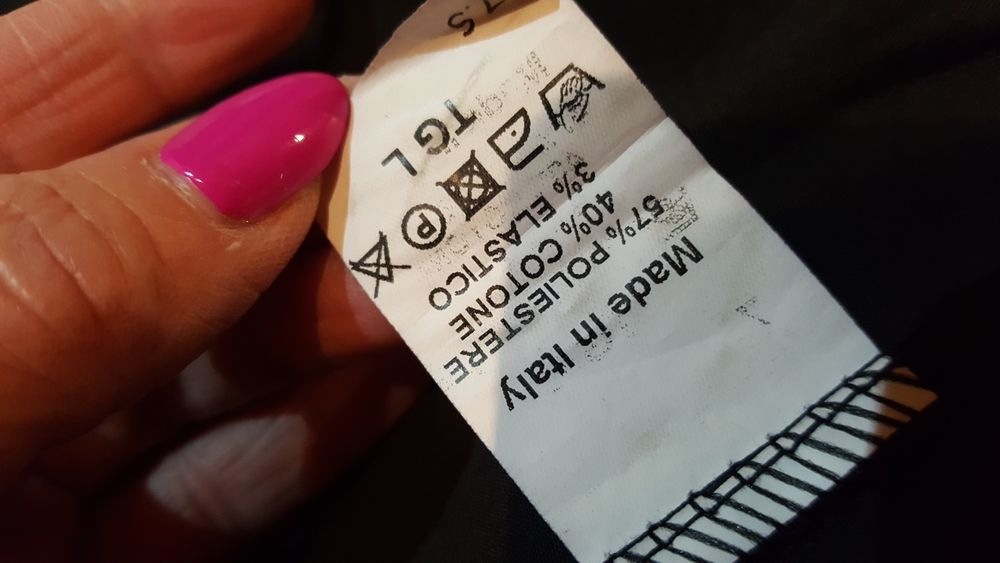 Made in Italy
57% POLIESTERE
40% COTONE
3% ELASTICO
P
TG L